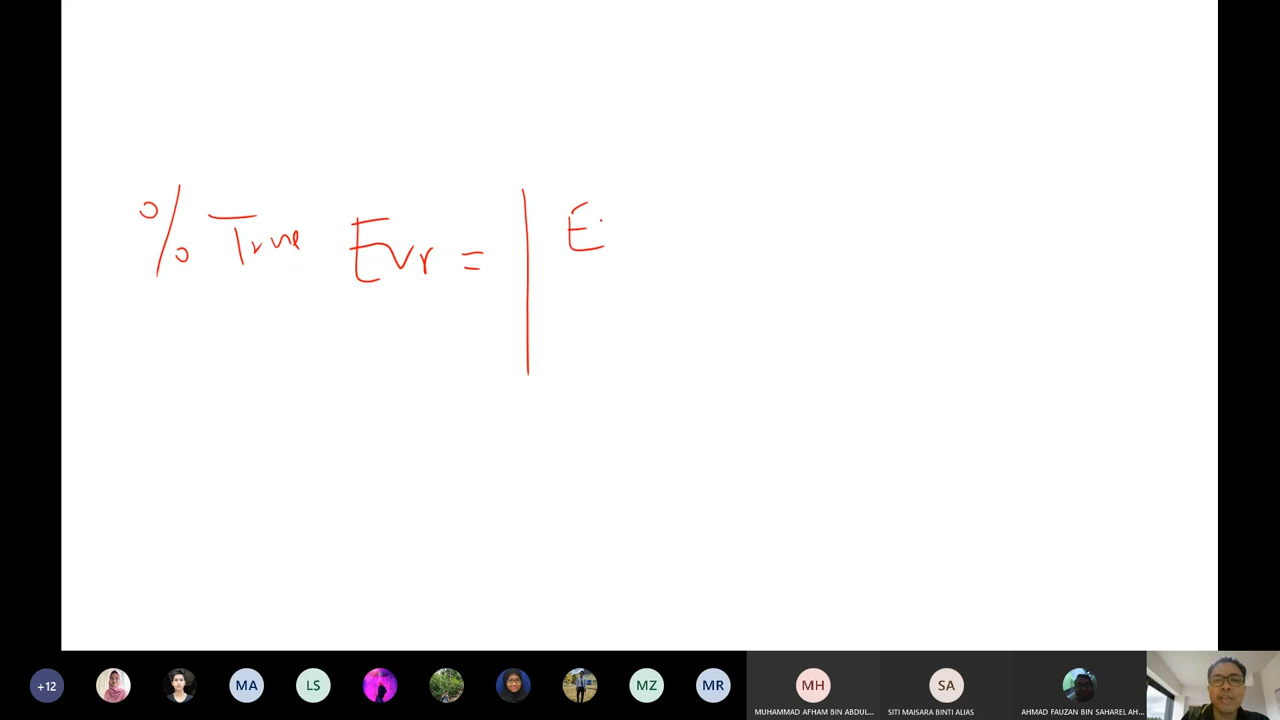 % True Err = | E
+12
MA
LS
MZ
MR
MH
SA
MUHAMMAD AFHAM BIN ABDUL...
SITI MAISARA BINTI ALIAS
AHMAD FAUZAN BIN SAHAREL AH...